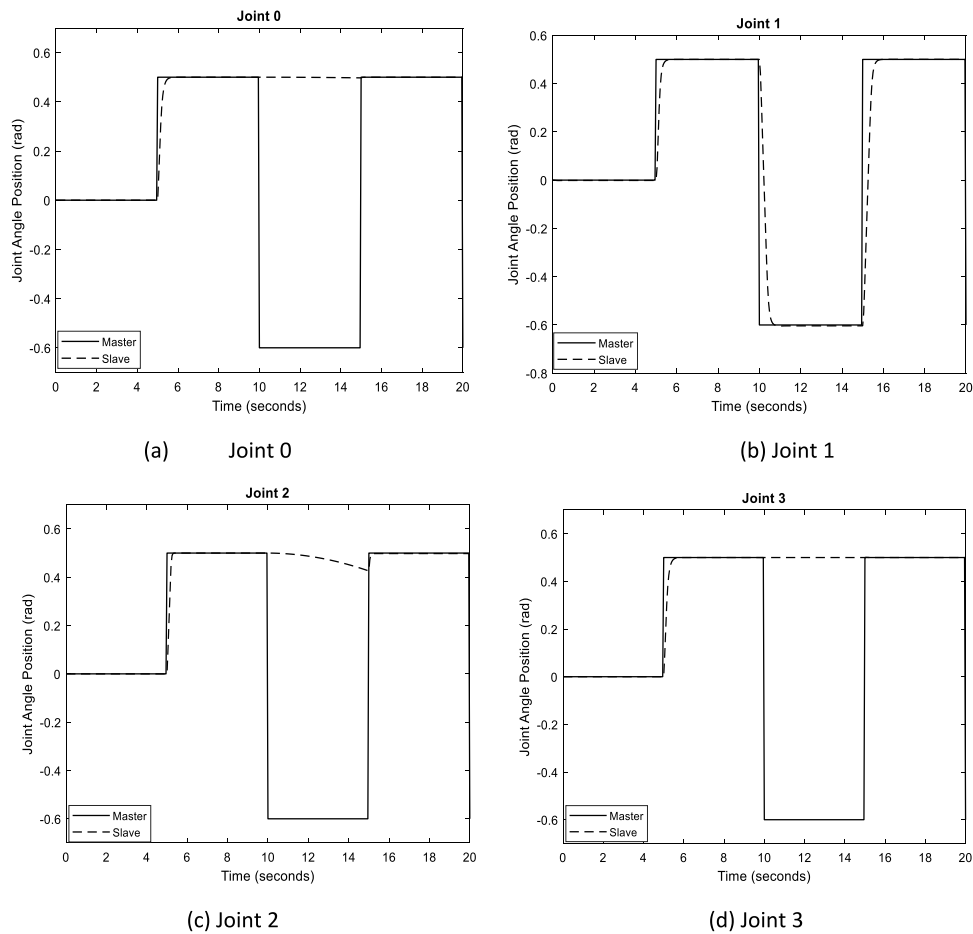 Joint 0
0.6
0.4
0.2
0
-0.2
-0.4
-0.6
Joint Angle Position (rad)
Master
Slave
0 2 4 6 8 10 12 14 16 18 20
Time (seconds)
(a) Joint 0
Joint 1
0.6
0.4
0.2
0
-0.2
-0.4
-0.6
-0.8
Joint Angle Position (rad)
Master
Slave
0 2 4 6 8 10 12 14 16 18 20
Time (seconds)
(b) Joint 1
Joint 2
0.6
0.4
0.2
0
-0.2
-0.4
-0.6
Joint Angle Position (rad)
Master
Slave
0 2 4 6 8 10 12 14 16 18 20
Time (seconds)
(c) Joint 2
Joint 3
0.6
0.4
0.2
0
-0.2
-0.4
-0.6
Joint Angle Position (rad)
Master
Slave
0 2 4 6 8 10 12 14 16 18 20
Time (seconds)
(d) Joint 3